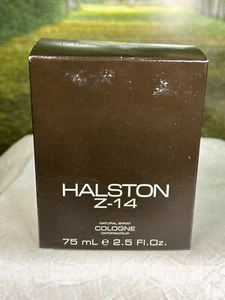 HALSTON
Z-14
NATURAL SPRAY
COLOGNE
VAPORISATEUR
75 mL e 2.5 Fl.Oz.